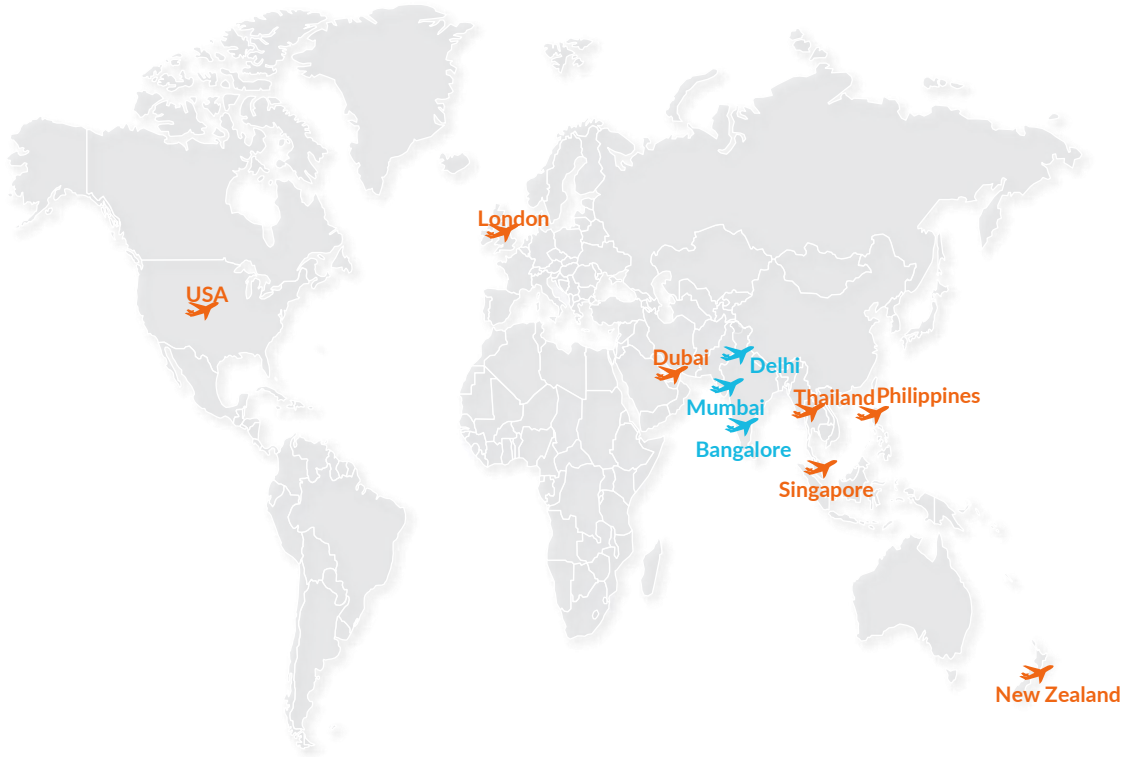 London
USA
Dubai
Delhi
Thailand
Philippines
Mumbai
Bangalore
Singapore
New Zealand